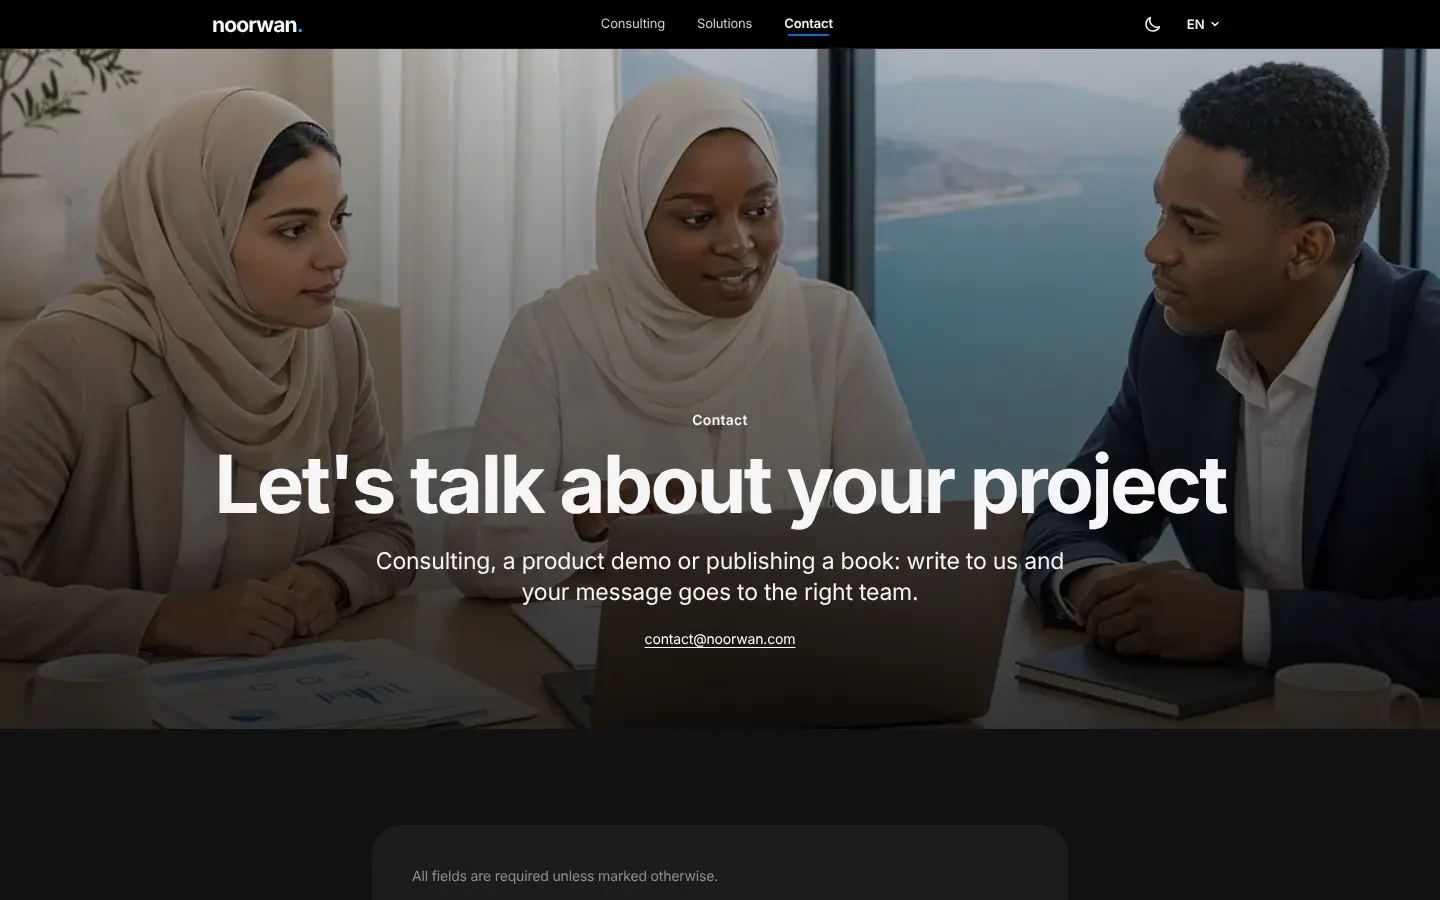 noorwan.
Consulting
Solutions
Contact
EN
Contact
Let's talk about your project
Consulting, a product demo or publishing a book: write to us and
your message goes to the right team.
contact@noorwan.com
All fields are required unless marked otherwise.